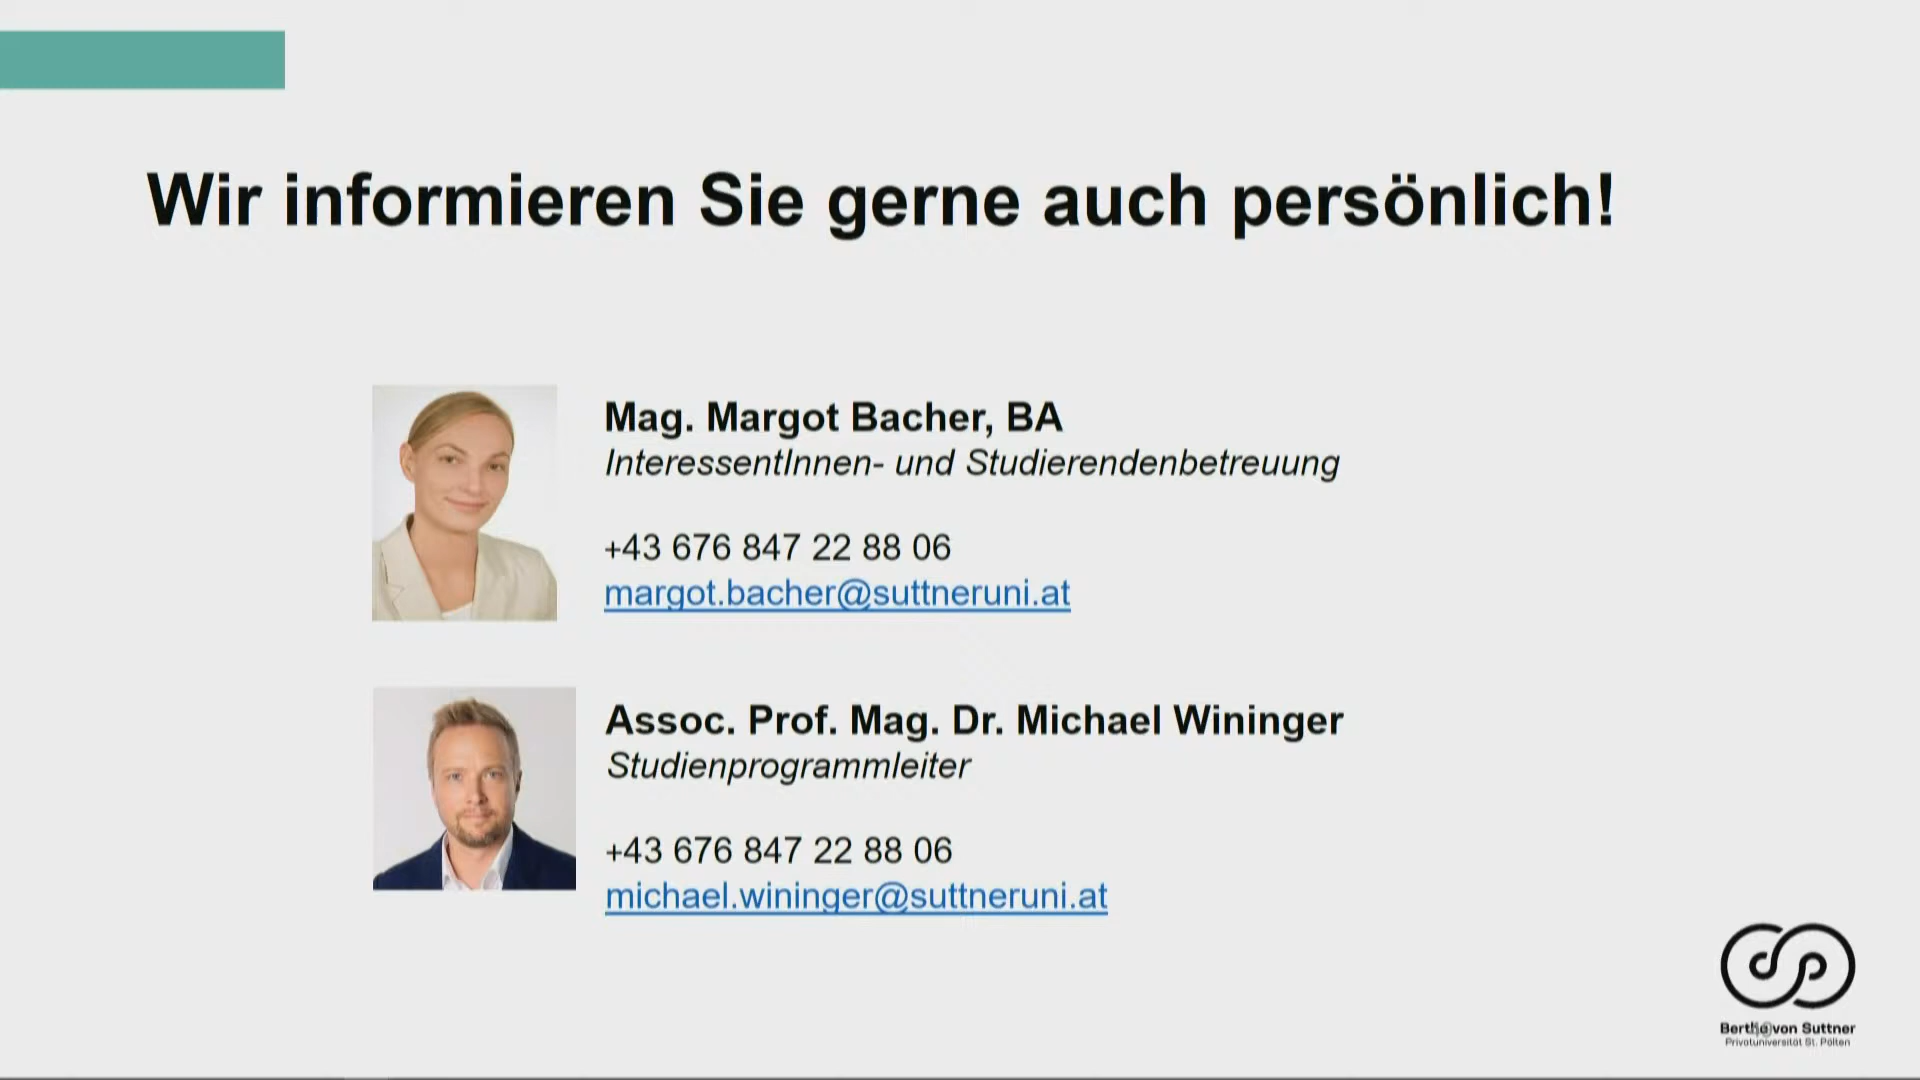 Wir informieren Sie gerne auch persönlich!
Mag. Margot Bacher, BA
InteressentInnen- und Studierendenbetreuung
+43 676 847 22 88 06
margot.bacher@suttneruni.at
Assoc. Prof. Mag. Dr. Michael Wininger
Studienprogrammleiter
+43 676 847 22 88 06
michael.wininger@suttneruni.at
Bertha von Suttner
Privatuniversität St. Pölten